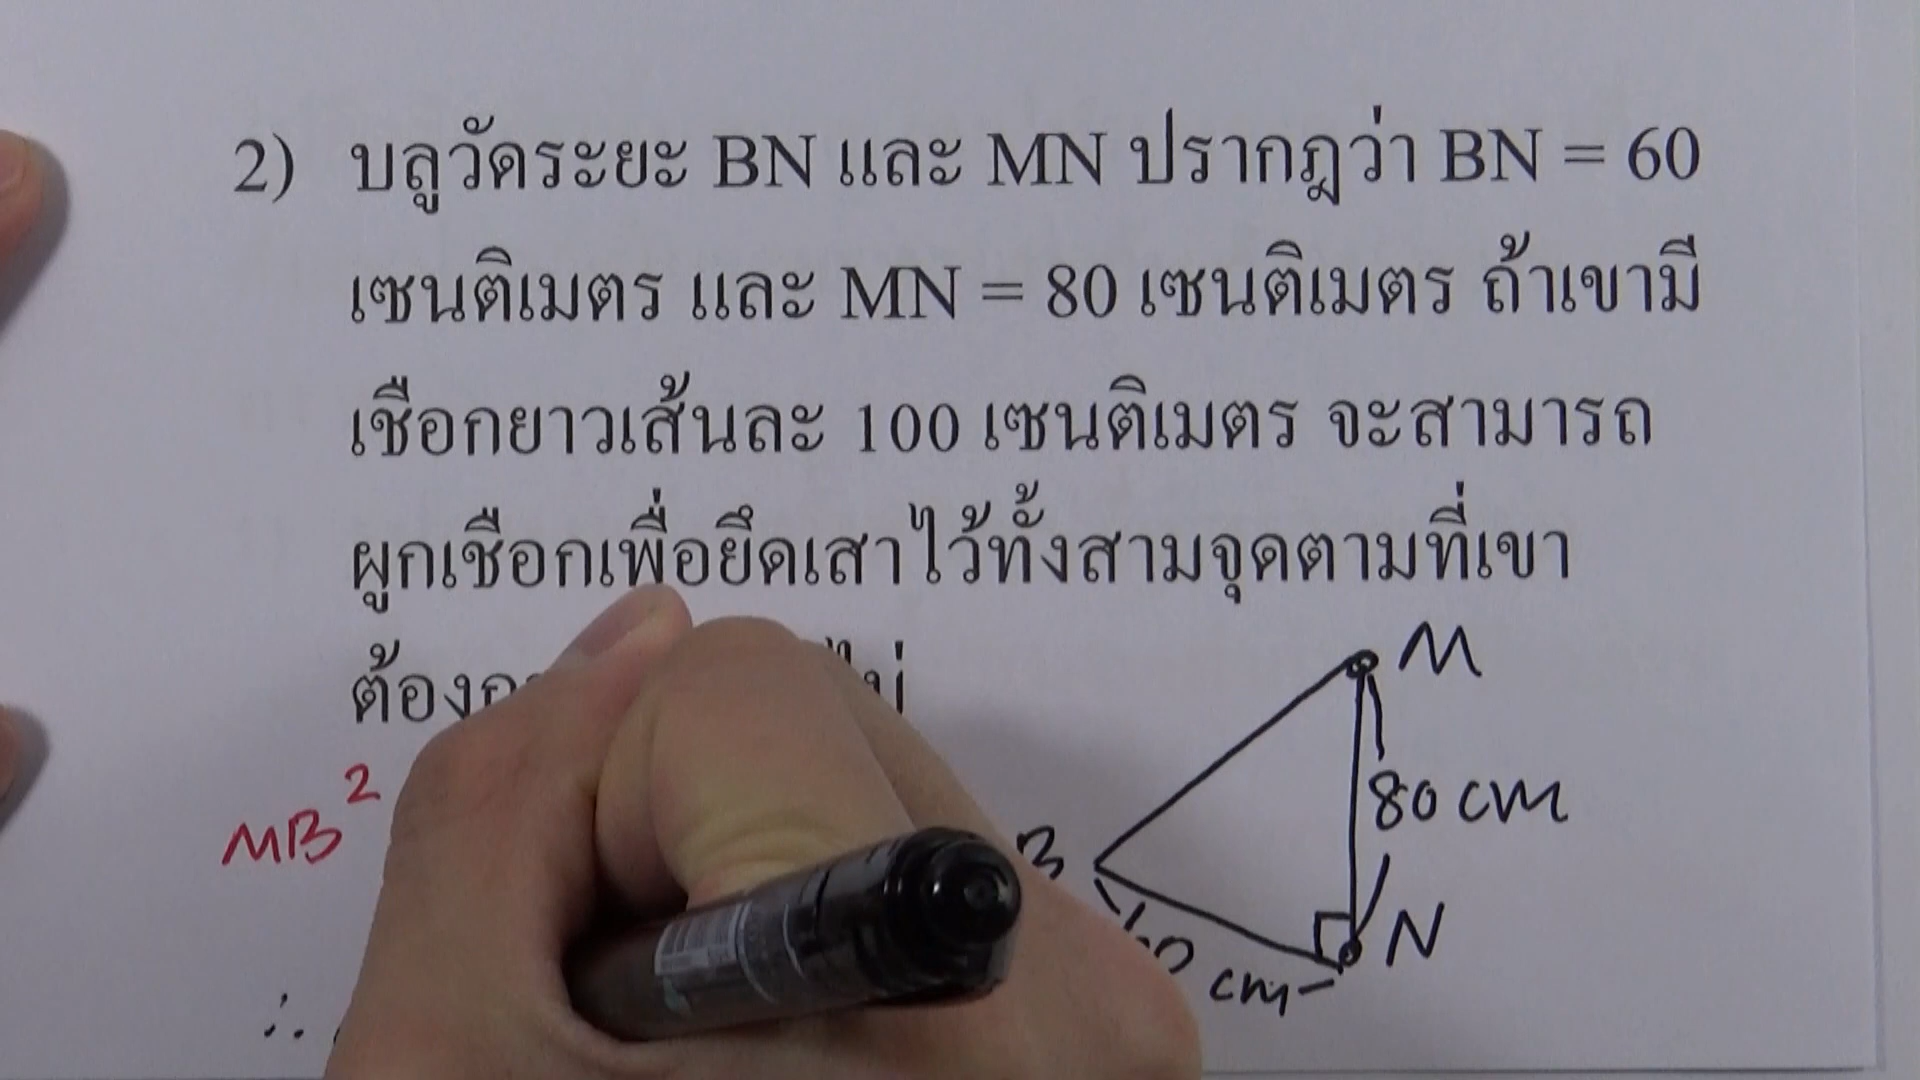 2) บลูวัดระยะ BN และ MN ปรากฎว่า BN = 60
เซนติเมตร และ MN = 80 เซนติเมตร ถ้าเขามี
เชือกยาวเส้นละ 100 เซนติเมตร จะสามารถ
ผูกเชือกเพื่อยึดเสาไว้ทั้งสามจุดตามที่เขา
M
MB²
80 cm
B
N
60 cm
∴